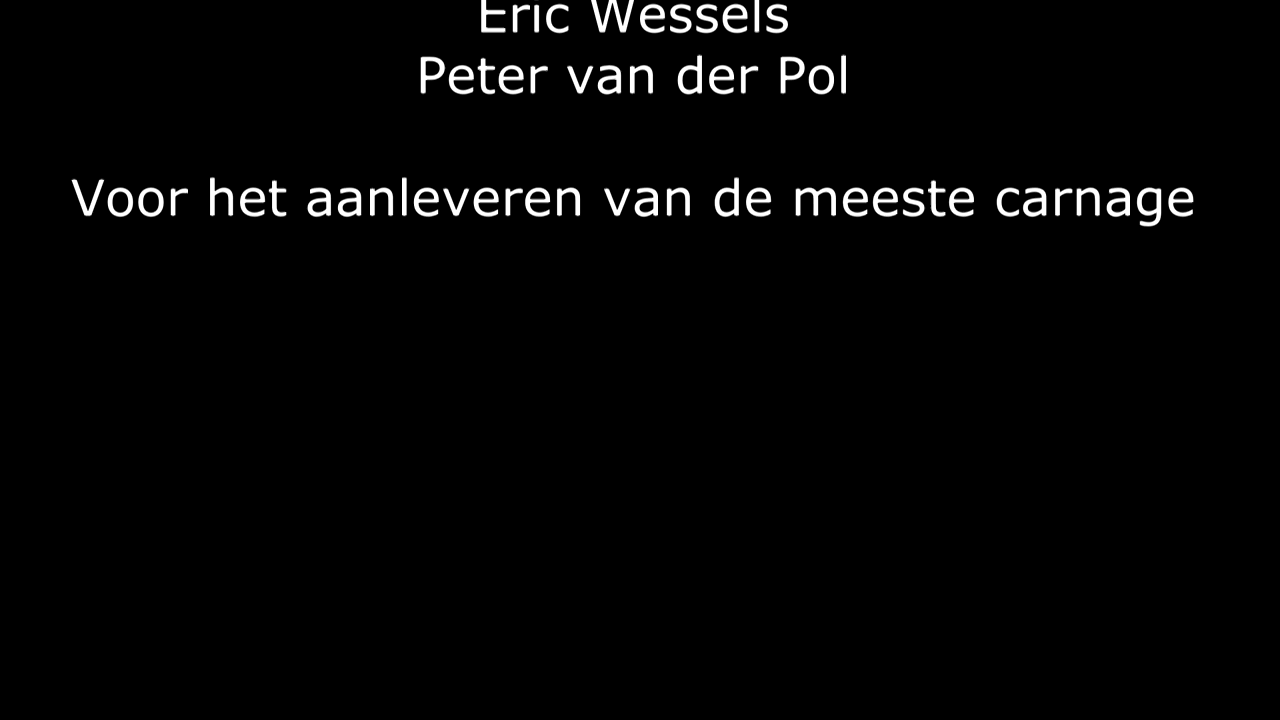 Eric Wessels
Peter van der Pol
Voor het aanleveren van de meeste carnage